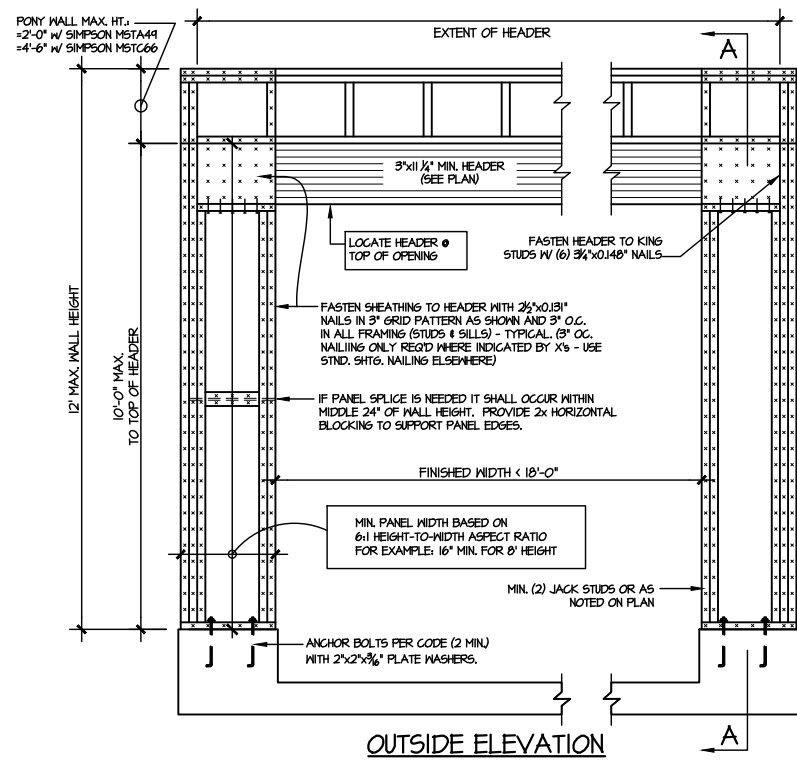 PONY WALL MAX. HT.:
=2'-0" W/ SIMPSON MSTA49
=4'-6" W/ SIMPSON MSTC66
EXTENT OF HEADER
A
3"x11 1/4" MIN. HEADER
(SEE PLAN)
LOCATE HEADER @
TOP OF OPENING
FASTEN HEADER TO KING
STUDS W/ (6) 3/4"x0.148" NAILS
12' MAX. WALL HEIGHT
10'-0" MAX.
TO TOP OF HEADER
FASTEN SHEATHING TO HEADER WITH 2 1/2"x0.131"
NAILS IN 3" GRID PATTERN AS SHOWN AND 3" O.C.
IN ALL FRAMING (STUDS & SILLS) - TYPICAL. (3" OC.
NAILING ONLY REQ'D WHERE INDICATED BY X's - USE
STND. SHTG. NAILING ELSEWHERE)
IF PANEL SPLICE IS NEEDED IT SHALL OCCUR WITHIN
MIDDLE 24" OF WALL HEIGHT. PROVIDE 2x HORIZONTAL
BLOCKING TO SUPPORT PANEL EDGES.
FINISHED WIDTH < 18'-0"
MIN. PANEL WIDTH BASED ON
6:1 HEIGHT-TO-WIDTH ASPECT RATIO
FOR EXAMPLE: 16" MIN. FOR 8' HEIGHT
MIN. (2) JACK STUDS OR AS
NOTED ON PLAN
ANCHOR BOLTS PER CODE (2 MIN.)
WITH 2"x2"x3/16" PLATE WASHERS.
A
OUTSIDE ELEVATION